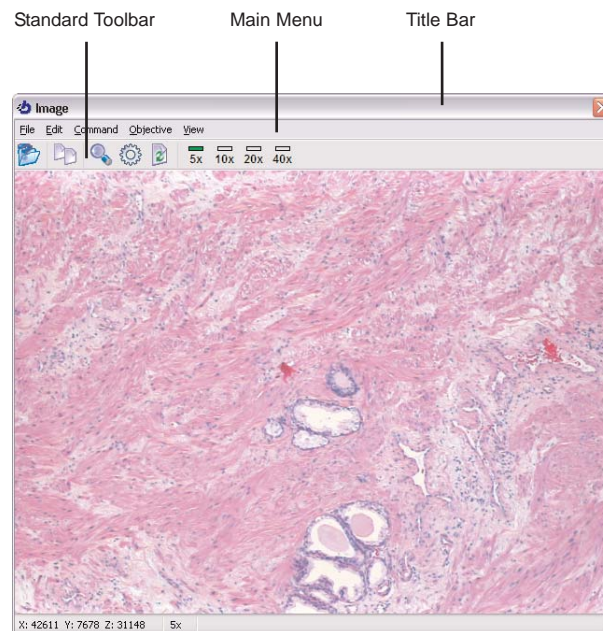 Standard Toolbar Main Menu Title Bar
Image
File Edit Command Objective View
5x 10x 20x 40x
X: 42611 Y: 7678 Z: 31148 5x